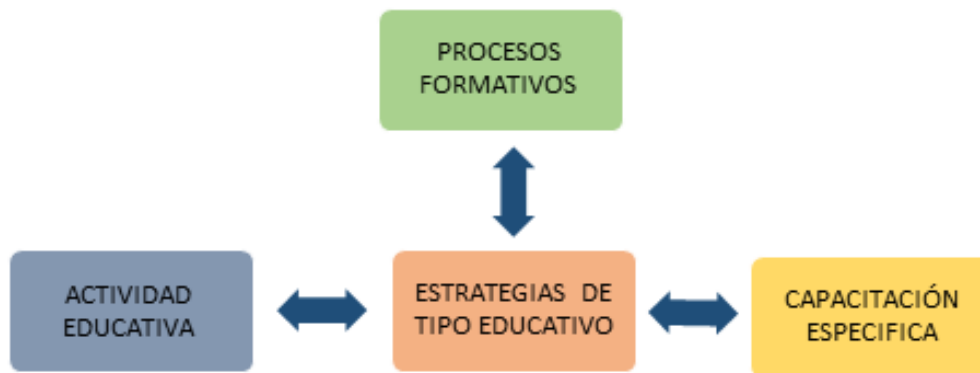 PROCESOS
FORMATIVOS
ACTIVIDAD
EDUCATIVA
ESTRATEGIAS DE
TIPO EDUCATIVO
CAPACITACIÓN
ESPECIFICA